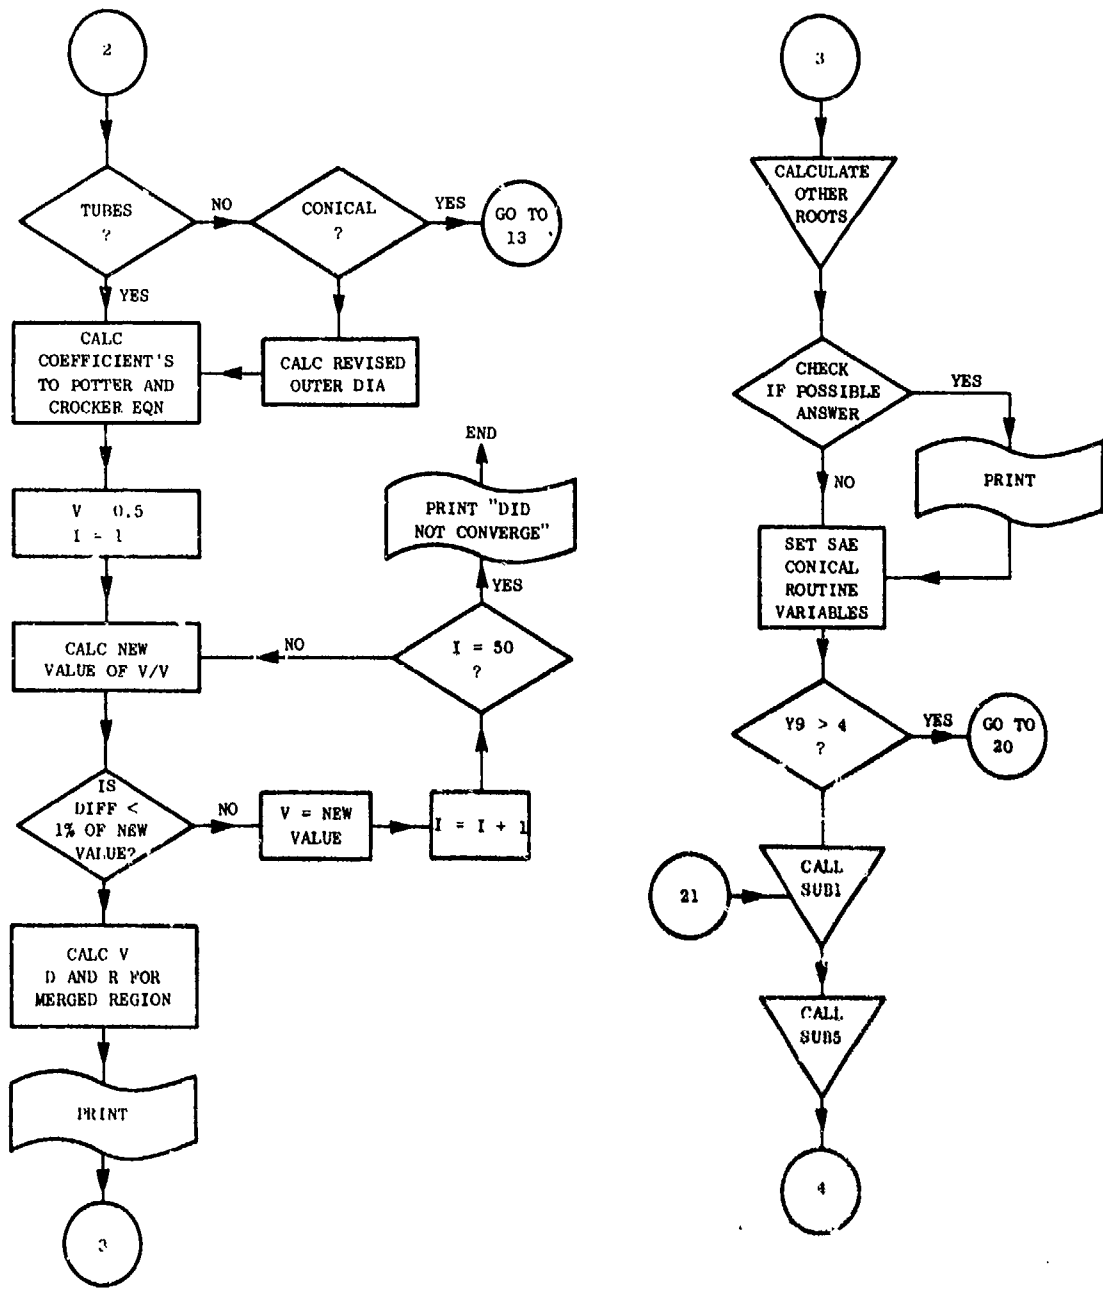 2
TUBES
?
NO
CONICAL
?
YES
GO TO
13
YES
CALC
COEFFICIENT'S
TO POTTER AND
CROCKER EQN
CALC REVISED
OUTER DIA
V 0.5
I = 1
END
PRINT "DID
NOT CONVERGE"
YES
CALC NEW
VALUE OF V/V
NO
I = 50
?
IS
DIFF <
1% OF NEW
VALUE?
NO
V = NEW
VALUE
I = I + 1
CALC V
D AND R FOR
MERGED REGION
PRINT
3
3
CALCULATE
OTHER
ROOTS
CHECK
IF POSSIBLE
ANSWER
YES
PRINT
NO
SET SAE
CONICAL
ROUTINE
VARIABLES
Y9 > 4
?
YES
GO TO
20
21
CALL
SUB1
CALL
SUB5
4